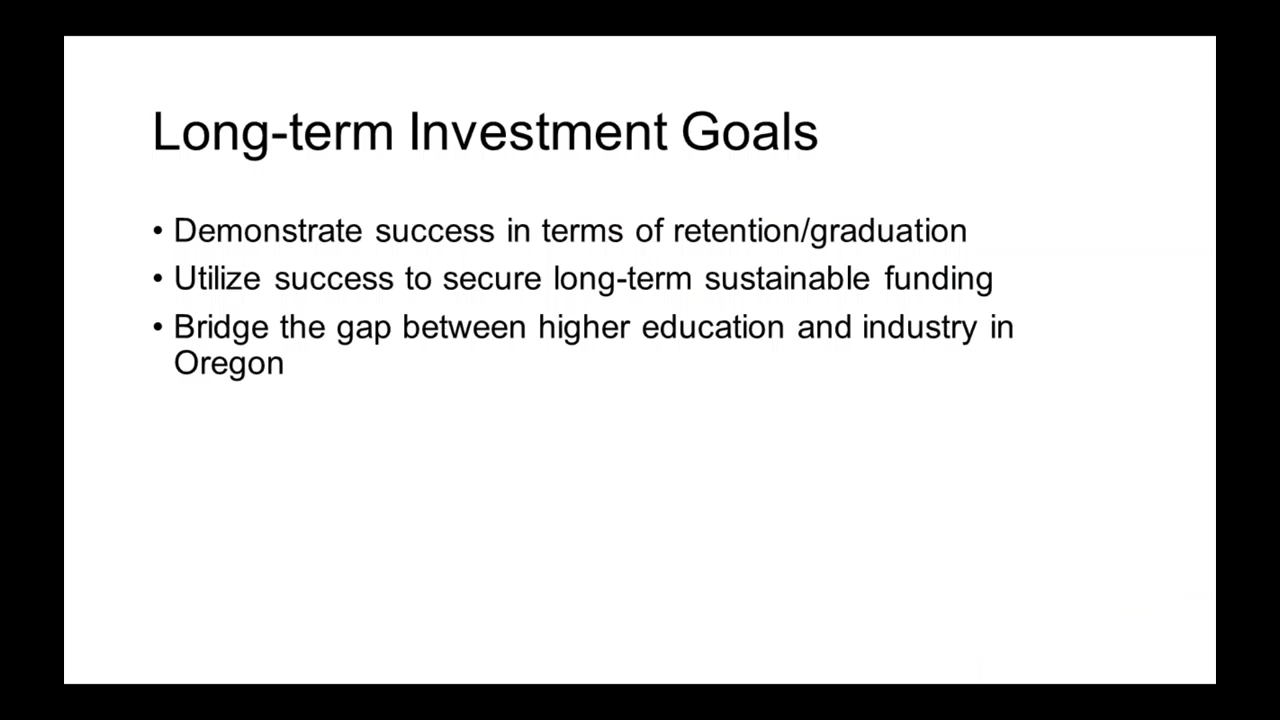 Long-term Investment Goals
• Demonstrate success in terms of retention/graduation
• Utilize success to secure long-term sustainable funding
• Bridge the gap between higher education and industry in
Oregon